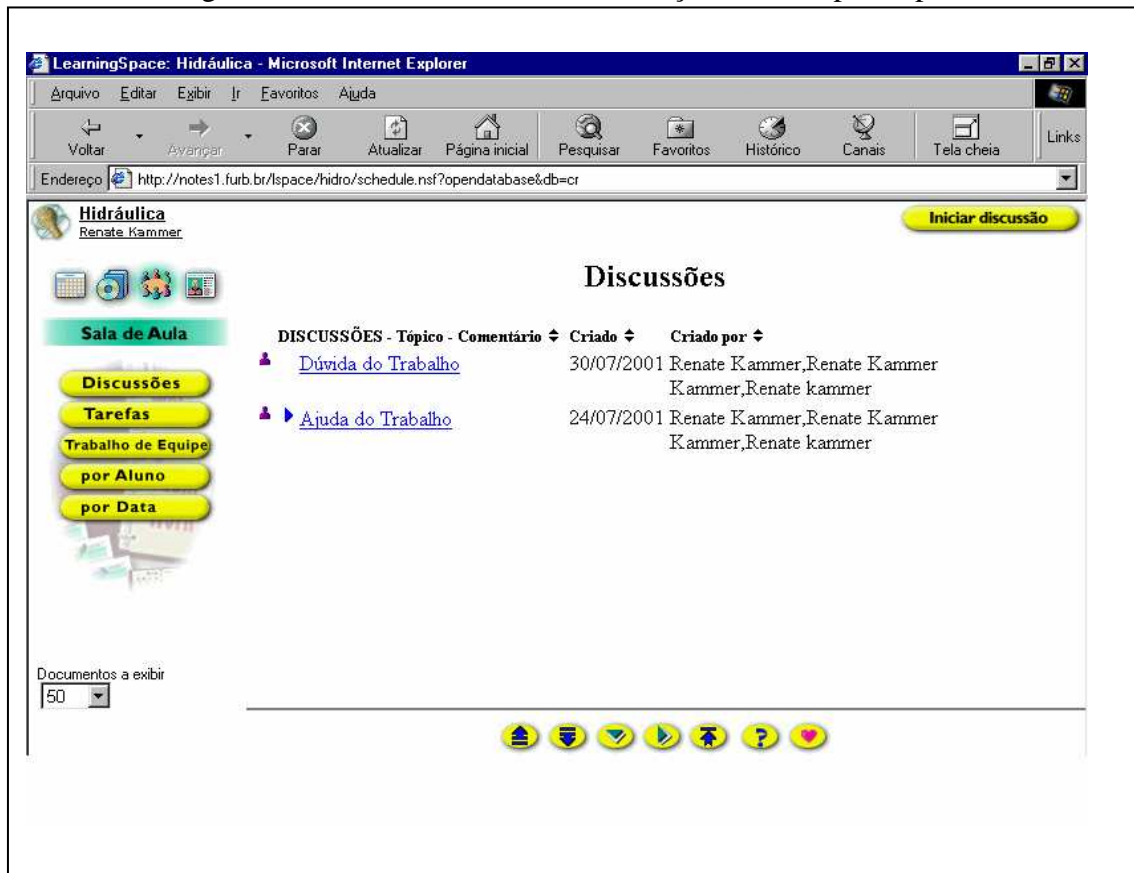 LearningSpace: Hidráulica - Microsoft Internet Explorer
Arquivo Editar Exibir Ir Favoritos Ajuda
Voltar Avançar Parar Atualizar Página inicial Pesquisar Favoritos Histórico Canais Tela cheia Links
Endereço http://notes1.furb.br/lspace/hidro/schedule.nsf?opendatabase&db=cr
Hidráulica
Renate Kammer
Iniciar discussão
Discussões
Sala de Aula
Discussões
Tarefas
Trabalho de Equipe
por Aluno
por Data
DISCUSSÕES - Tópico - Comentário Criado Criado por
Dúvida do Trabalho 30/07/2001 Renate Kammer,Renate Kammer
Kammer,Renate kammer
Ajuda do Trabalho 24/07/2001 Renate Kammer,Renate Kammer
Kammer,Renate kammer
Documentos a exibir
50